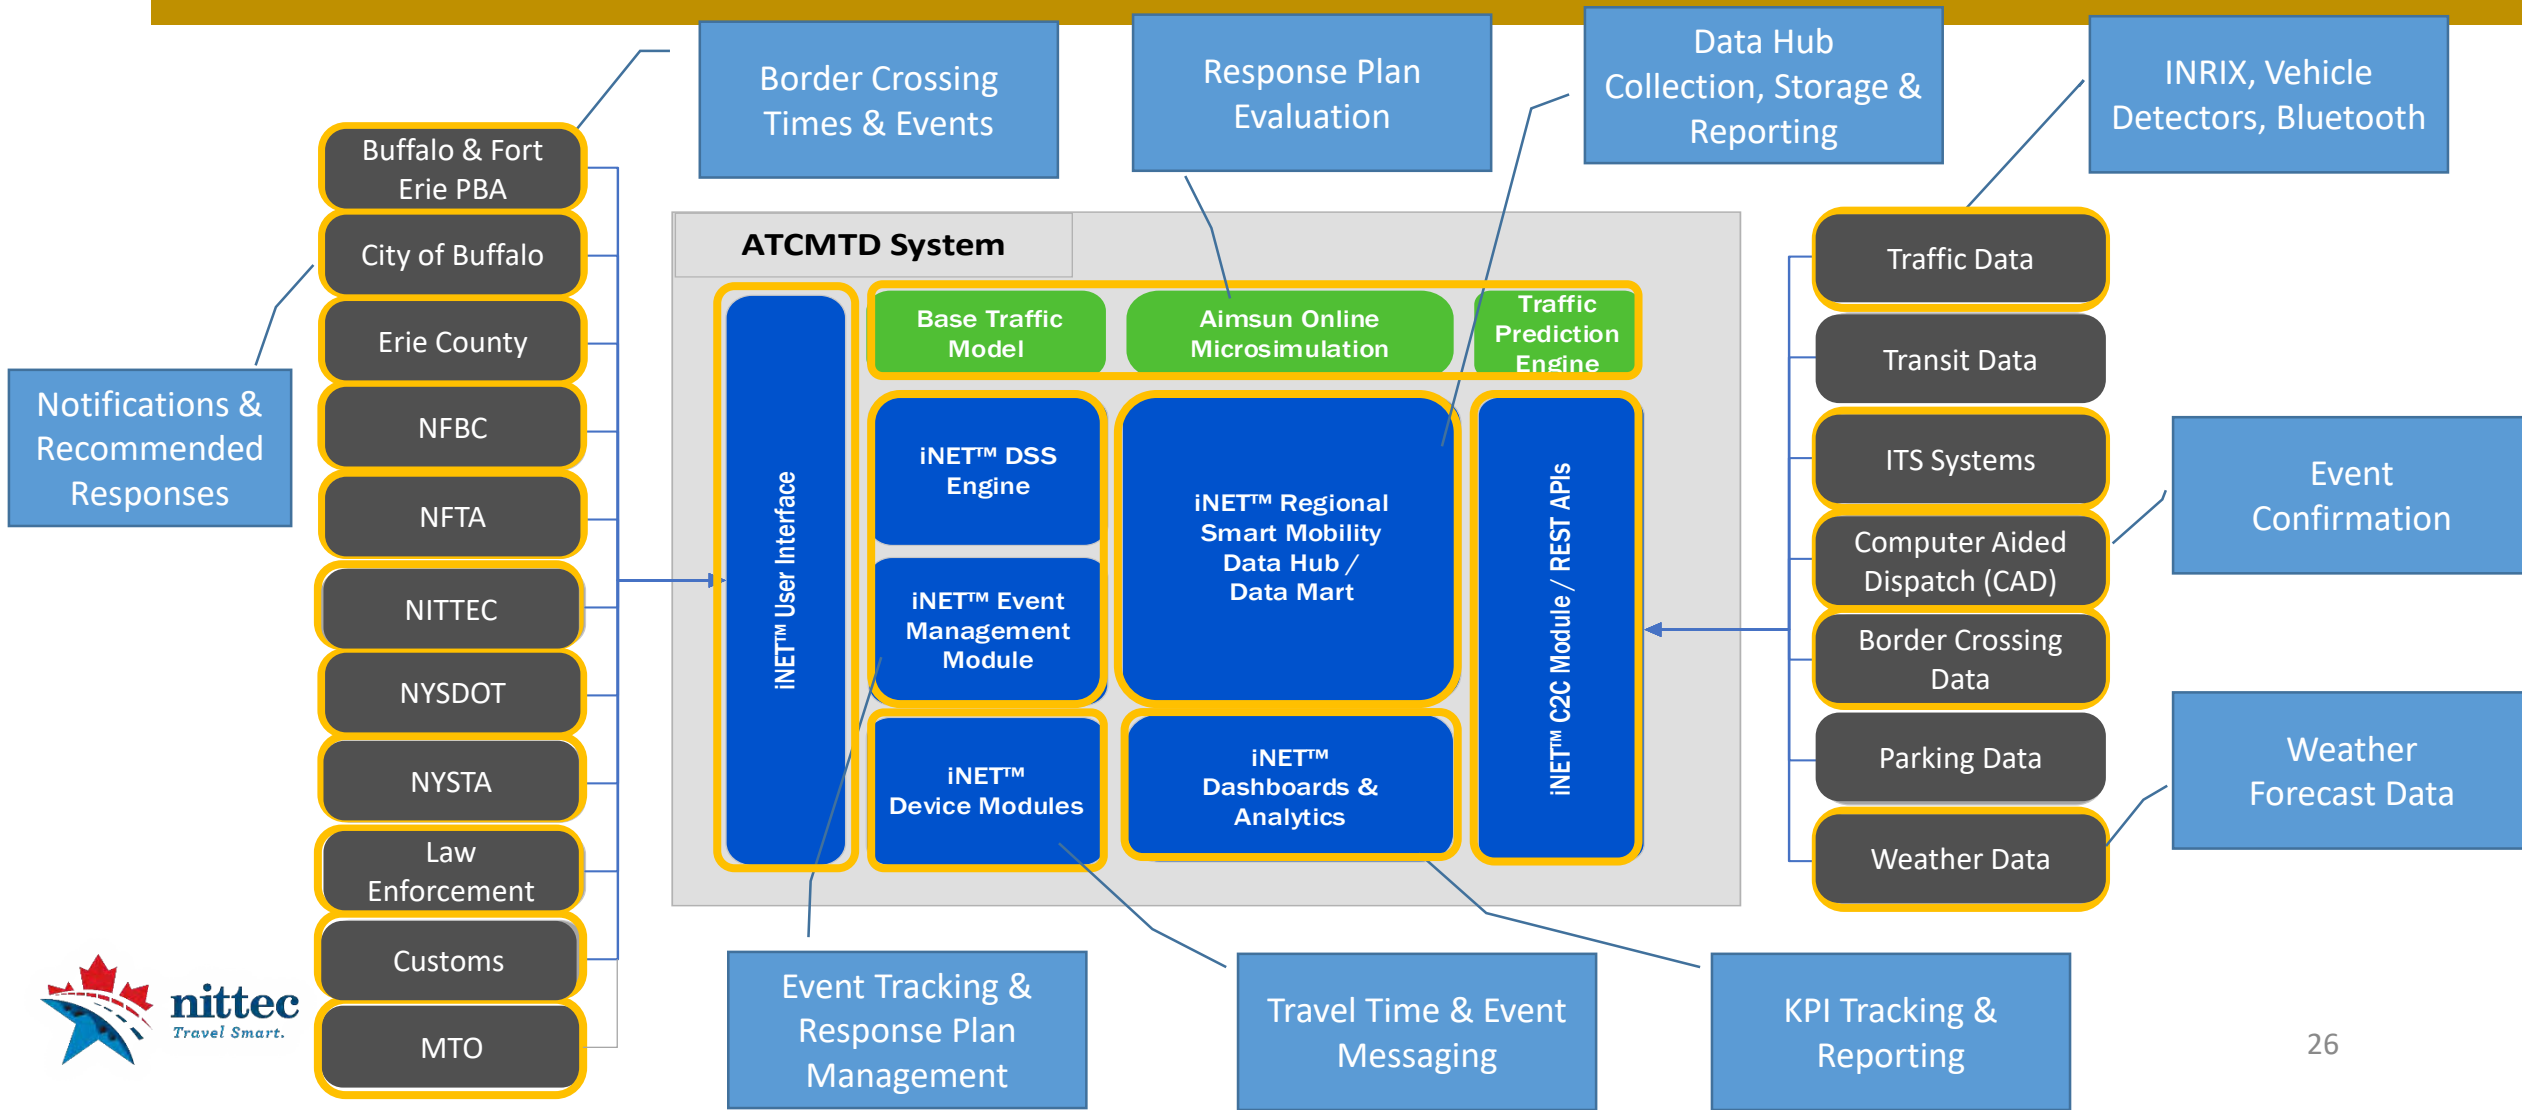 Border Crossing
Times & Events
Response Plan
Evaluation
Data Hub
Collection, Storage &
Reporting
INRIX, Vehicle
Detectors, Bluetooth
Buffalo & Fort
Erie PBA
City of Buffalo
Erie County
NFBC
NFTA
NITTEC
NYSDOT
NYSTA
Law
Enforcement
Customs
MTO
Notifications &
Recommended
Responses
ATCMTD System
iNET™ User Interface
Base Traffic
Model
Aimsun Online
Microsimulation
Traffic
Prediction
Engine
iNET™ DSS
Engine
iNET™ Event
Management
Module
iNET™
Device Modules
iNET™ Regional
Smart Mobility
Data Hub /
Data Mart
iNET™
Dashboards &
Analytics
iNET™ C2C Module / REST APIs
Traffic Data
Transit Data
ITS Systems
Computer Aided
Dispatch (CAD)
Border Crossing
Data
Parking Data
Weather Data
Event
Confirmation
Weather
Forecast Data
Event Tracking &
Response Plan
Management
Travel Time & Event
Messaging
KPI Tracking &
Reporting
nittec
Travel Smart.
26